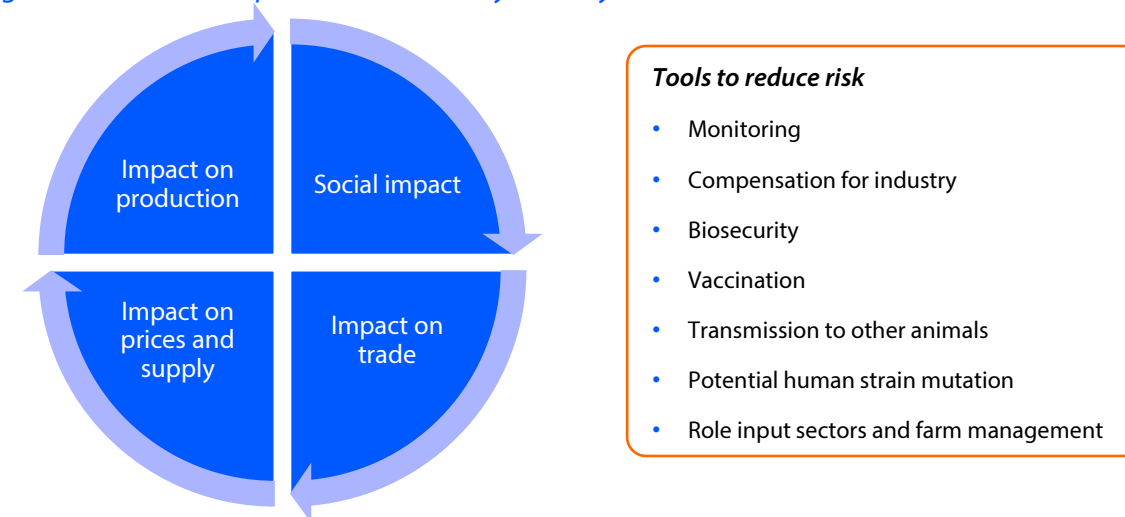 Impact on
production
Social impact
Impact on
prices and
supply
Impact on
trade
Tools to reduce risk
• Monitoring
• Compensation for industry
• Biosecurity
• Vaccination
• Transmission to other animals
• Potential human strain mutation
• Role input sectors and farm management